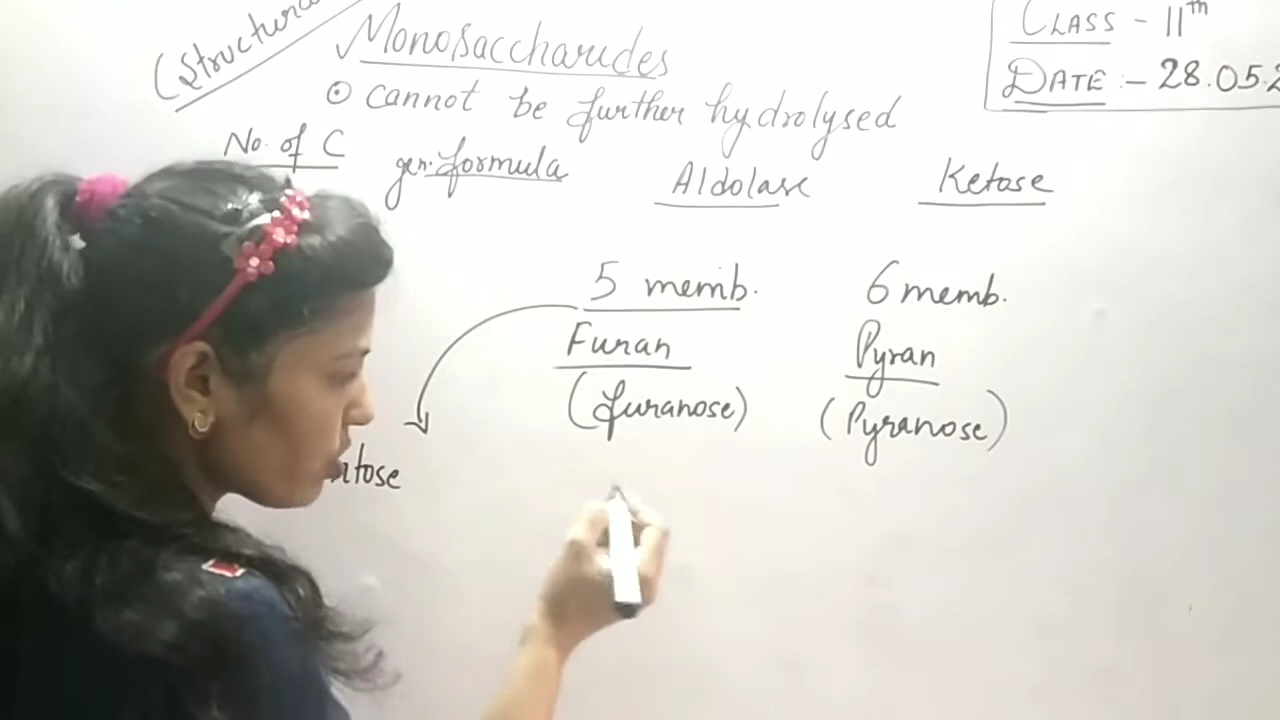 (Structura
Monosaccharides
⊙ cannot be further hydrolysed
CLASS - 11th
DATE :- 28.05.2
No. of C
gen. formula
Aldolase
Ketose
5 memb.
6 memb.
Furan
Pyran
(furanose)
(Pyranose)
ntose